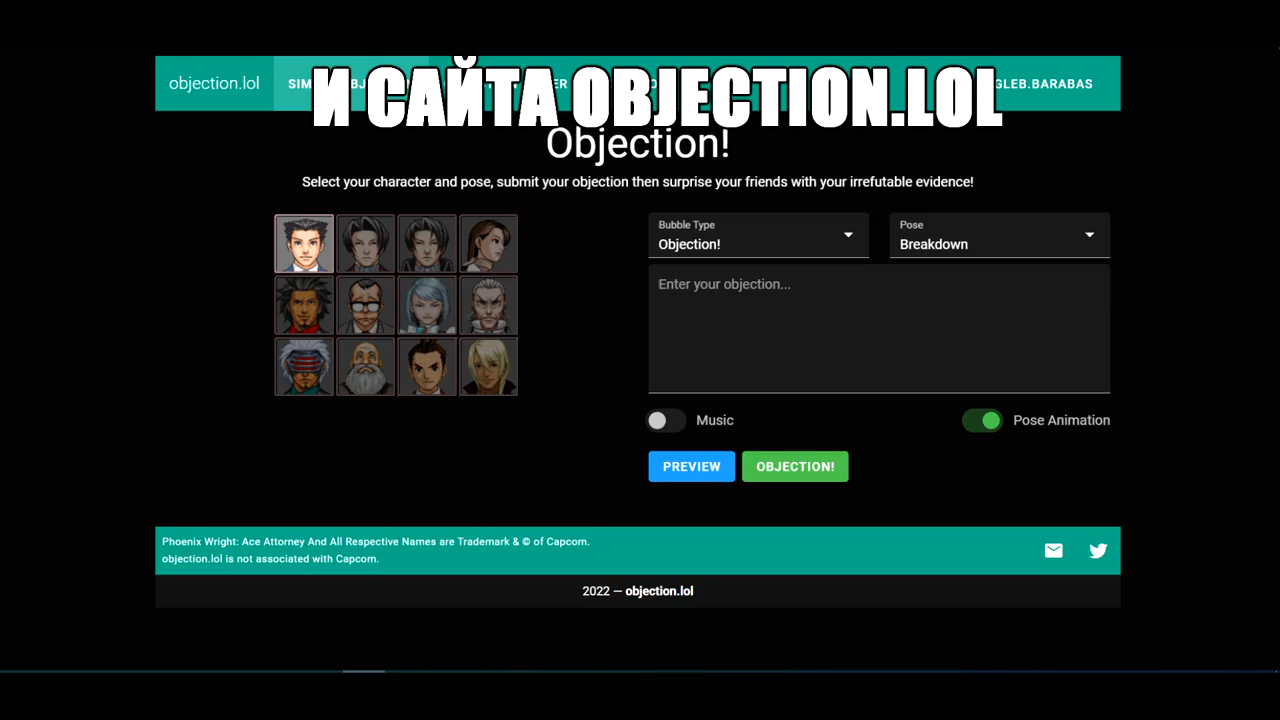 И САЙТА OBJECTION.LOL
objection.lol
GLEB.BARABAS
Objection!
Select your character and pose, submit your objection then surprise your friends with your irrefutable evidence!
Bubble Type
Objection!
Pose
Breakdown
Enter your objection...
Music
Pose Animation
PREVIEW
OBJECTION!
Phoenix Wright: Ace Attorney And All Respective Names are Trademark & © of Capcom.
objection.lol is not associated with Capcom.
2022 — objection.lol